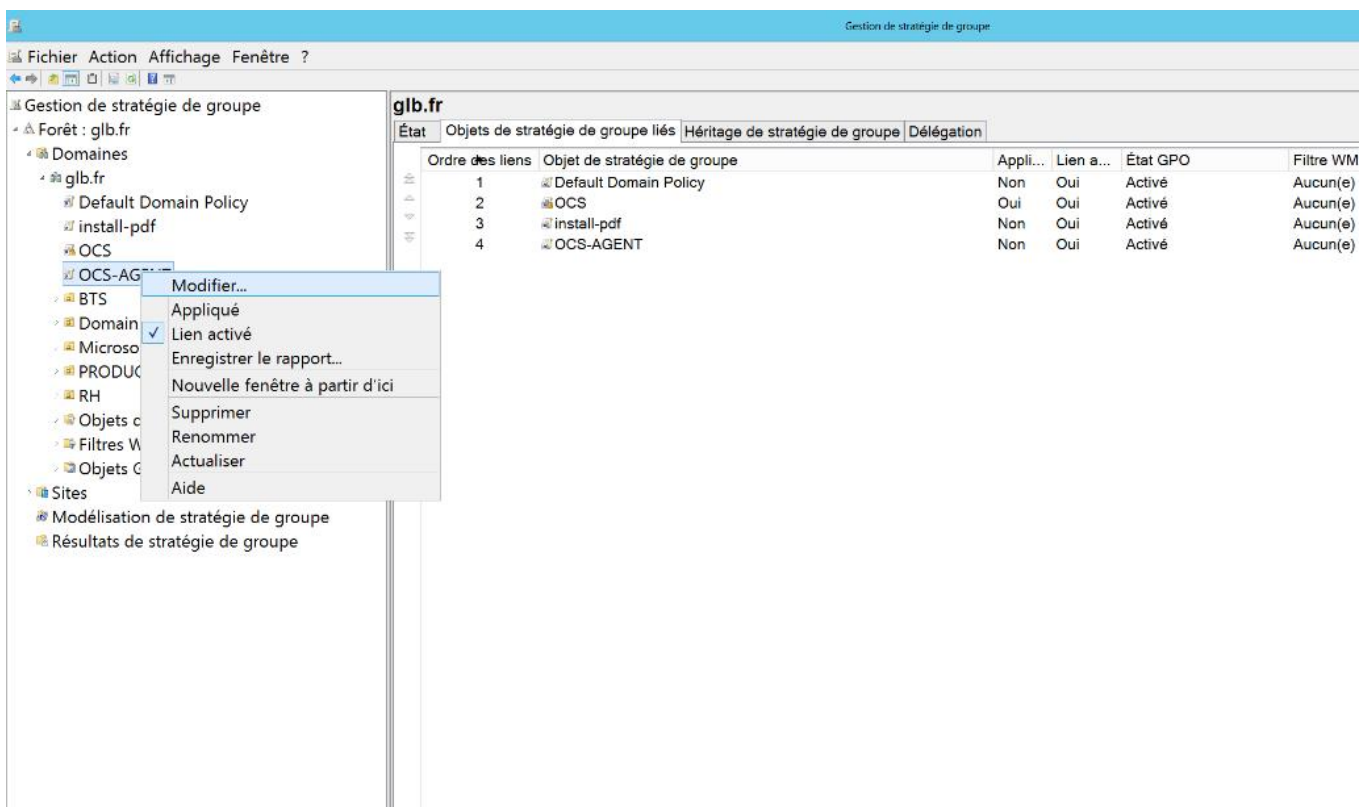 Gestion de stratégie de groupe
Fichier Action Affichage Fenêtre ?
Gestion de stratégie de groupe
Forêt : glb.fr
Domaines
glb.fr
Default Domain Policy
install-pdf
OCS
OCS-AG
BTS
Domain
Microso
PRODUC
RH
Objets d
Filtres W
Objets G
Sites
Modélisation de stratégie de groupe
Résultats de stratégie de groupe
Modifier...
Appliqué
Lien activé
Enregistrer le rapport...
Nouvelle fenêtre à partir d'ici
Supprimer
Renommer
Actualiser
Aide
glb.fr
État Objets de stratégie de groupe liés Héritage de stratégie de groupe Délégation
Ordre des liens Objet de stratégie de groupe Appli... Lien a... État GPO Filtre WM
1 Default Domain Policy Non Oui Activé Aucun(e)
2 OCS Oui Oui Activé Aucun(e)
3 install-pdf Non Oui Activé Aucun(e)
4 OCS-AGENT Non Oui Activé Aucun(e)